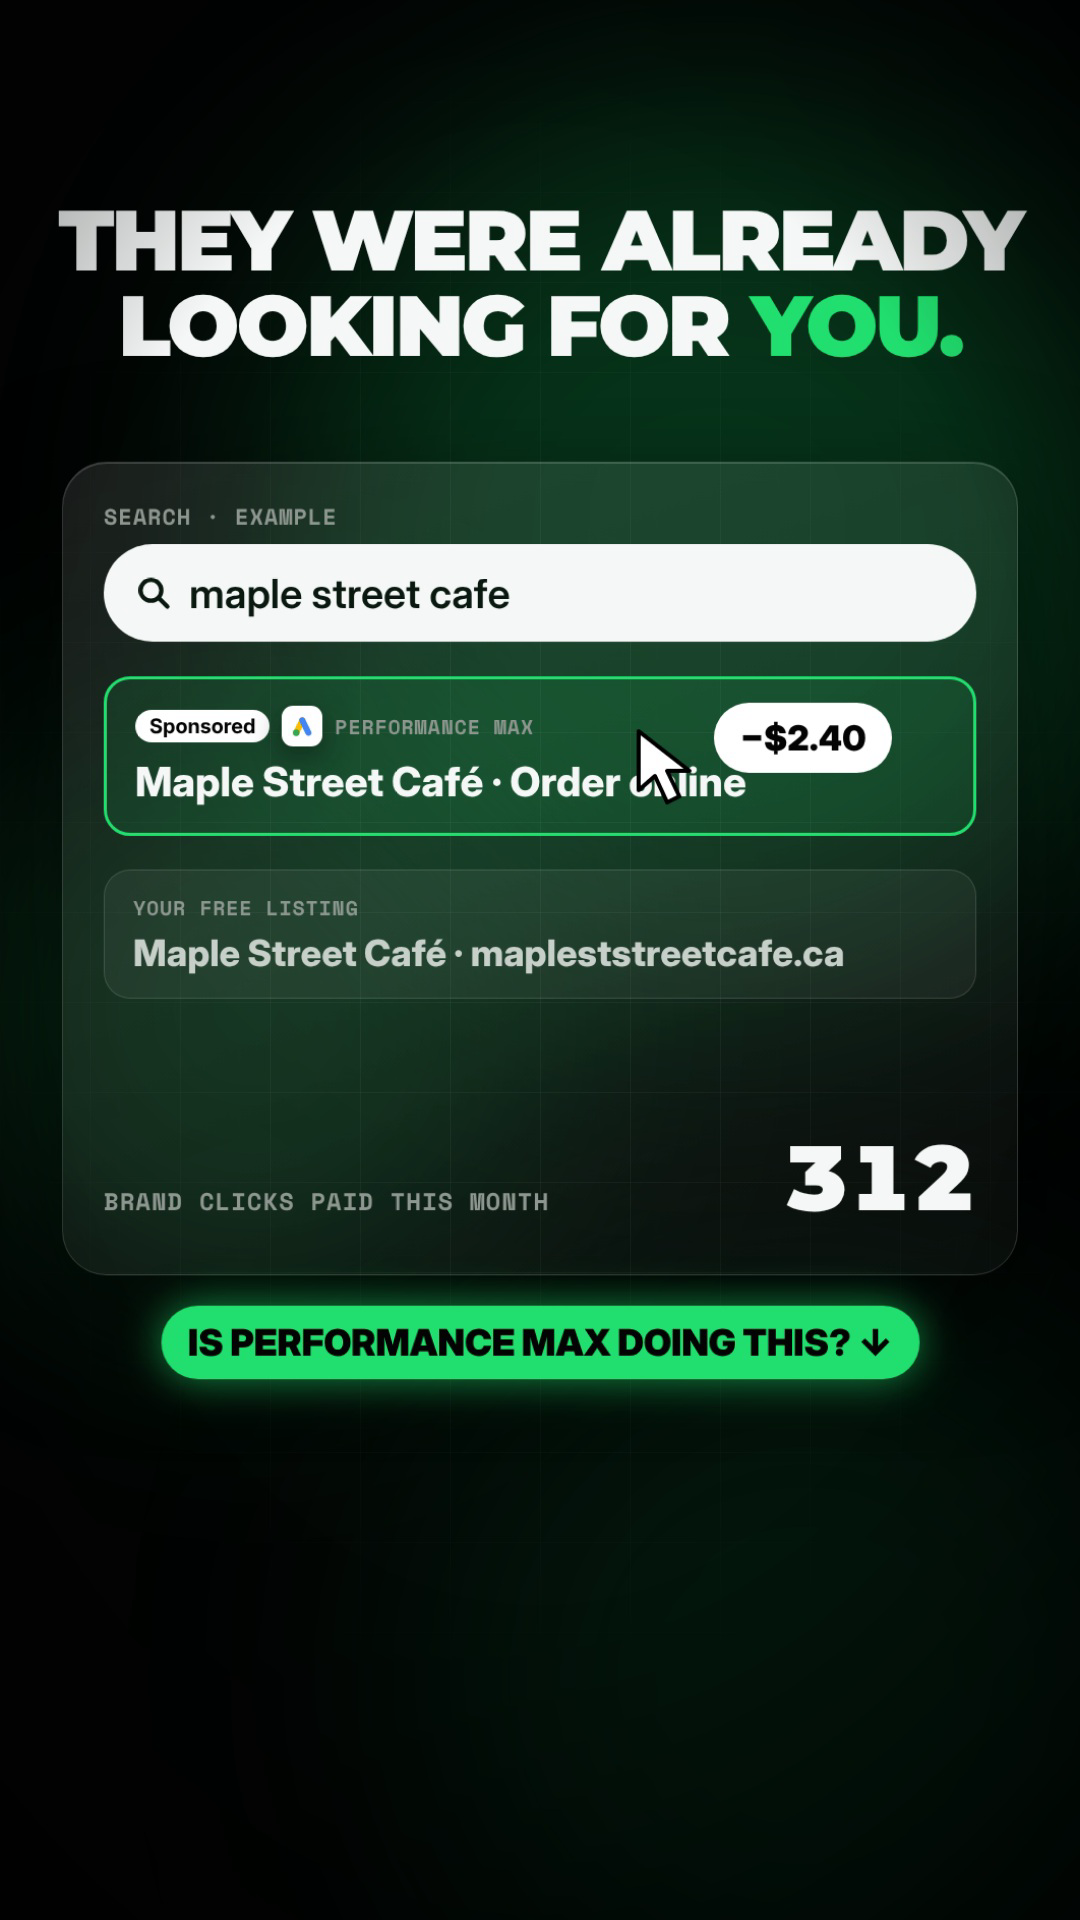 THEY WERE ALREADY
LOOKING FOR YOU.
SEARCH · EXAMPLE
maple street cafe
Sponsored PERFORMANCE MAX
−$2.40
Maple Street Café · Order online
YOUR FREE LISTING
Maple Street Café · mapleststreetcafe.ca
312
BRAND CLICKS PAID THIS MONTH
IS PERFORMANCE MAX DOING THIS? ↓